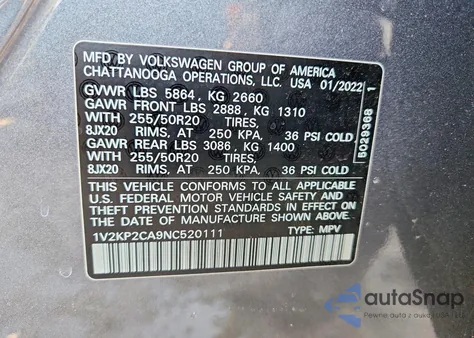 MFD BY VOLKSWAGEN GROUP OF AMERICA
CHATTANOOGA OPERATIONS, LLC. USA 01/2022
GVWR LBS 5864, KG 2660
GAWR FRONT LBS 2888, KG 1310
WITH 255/50R20 TIRES,
8JX20 RIMS, AT 250 KPA, 36 PSI COLD
GAWR REAR LBS 3086, KG 1400
WITH 255/50R20 TIRES,
8JX20 RIMS, AT 250 KPA, 36 PSI COLD
THIS VEHICLE CONFORMS TO ALL APPLICABLE
U.S. FEDERAL MOTOR VEHICLE SAFETY, AND
THEFT PREVENTION STANDARDS IN EFFECT ON
THE DATE OF MANUFACTURE SHOWN ABOVE.
1V2KP2CA9NC520111 TYPE: MPV
B029368 1
autoSnap
Pewne auto z